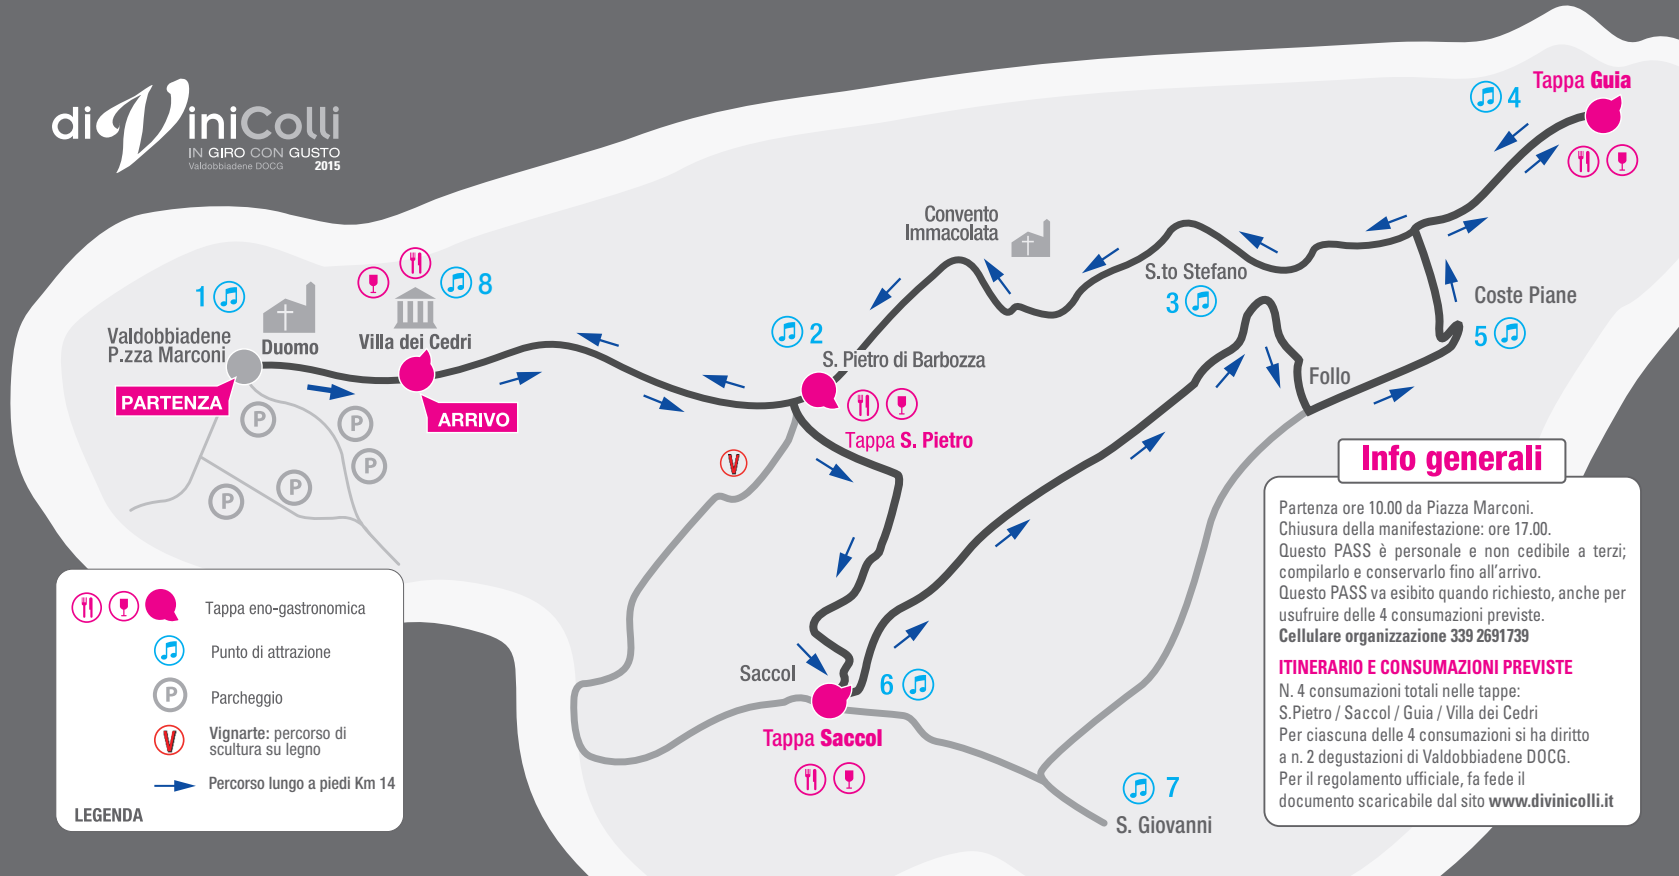 diViniColli
IN GIRO CON GUSTO
Valdobbiadene DOCG 2015
Tappa Guia
4
Convento
Immacolata
S.to Stefano
3
Coste Piane
5
1
8
Valdobbiadene
P.zza Marconi
Duomo
Villa dei Cedri
2
S. Pietro di Barbozza
Follo
PARTENZA
ARRIVO
Tappa S. Pietro
P
P
P
P
P
V
Saccol
6
Tappa Saccol
7
S. Giovanni
Tappa eno-gastronomica
Punto di attrazione
P
Parcheggio
V
Vignarte: percorso di
scultura su legno
Percorso lungo a piedi Km 14
LEGENDA
Info generali
Partenza ore 10.00 da Piazza Marconi.
Chiusura della manifestazione: ore 17.00.
Questo PASS è personale e non cedibile a terzi;
compilarlo e conservarlo fino all'arrivo.
Questo PASS va esibito quando richiesto, anche per
usufruire delle 4 consumazioni previste.
Cellulare organizzazione 339 2691739
ITINERARIO E CONSUMAZIONI PREVISTE
N. 4 consumazioni totali nelle tappe:
S.Pietro / Saccol / Guia / Villa dei Cedri
Per ciascuna delle 4 consumazioni si ha diritto
a n. 2 degustazioni di Valdobbiadene DOCG.
Per il regolamento ufficiale, fa fede il
documento scaricabile dal sito www.divinicolli.it